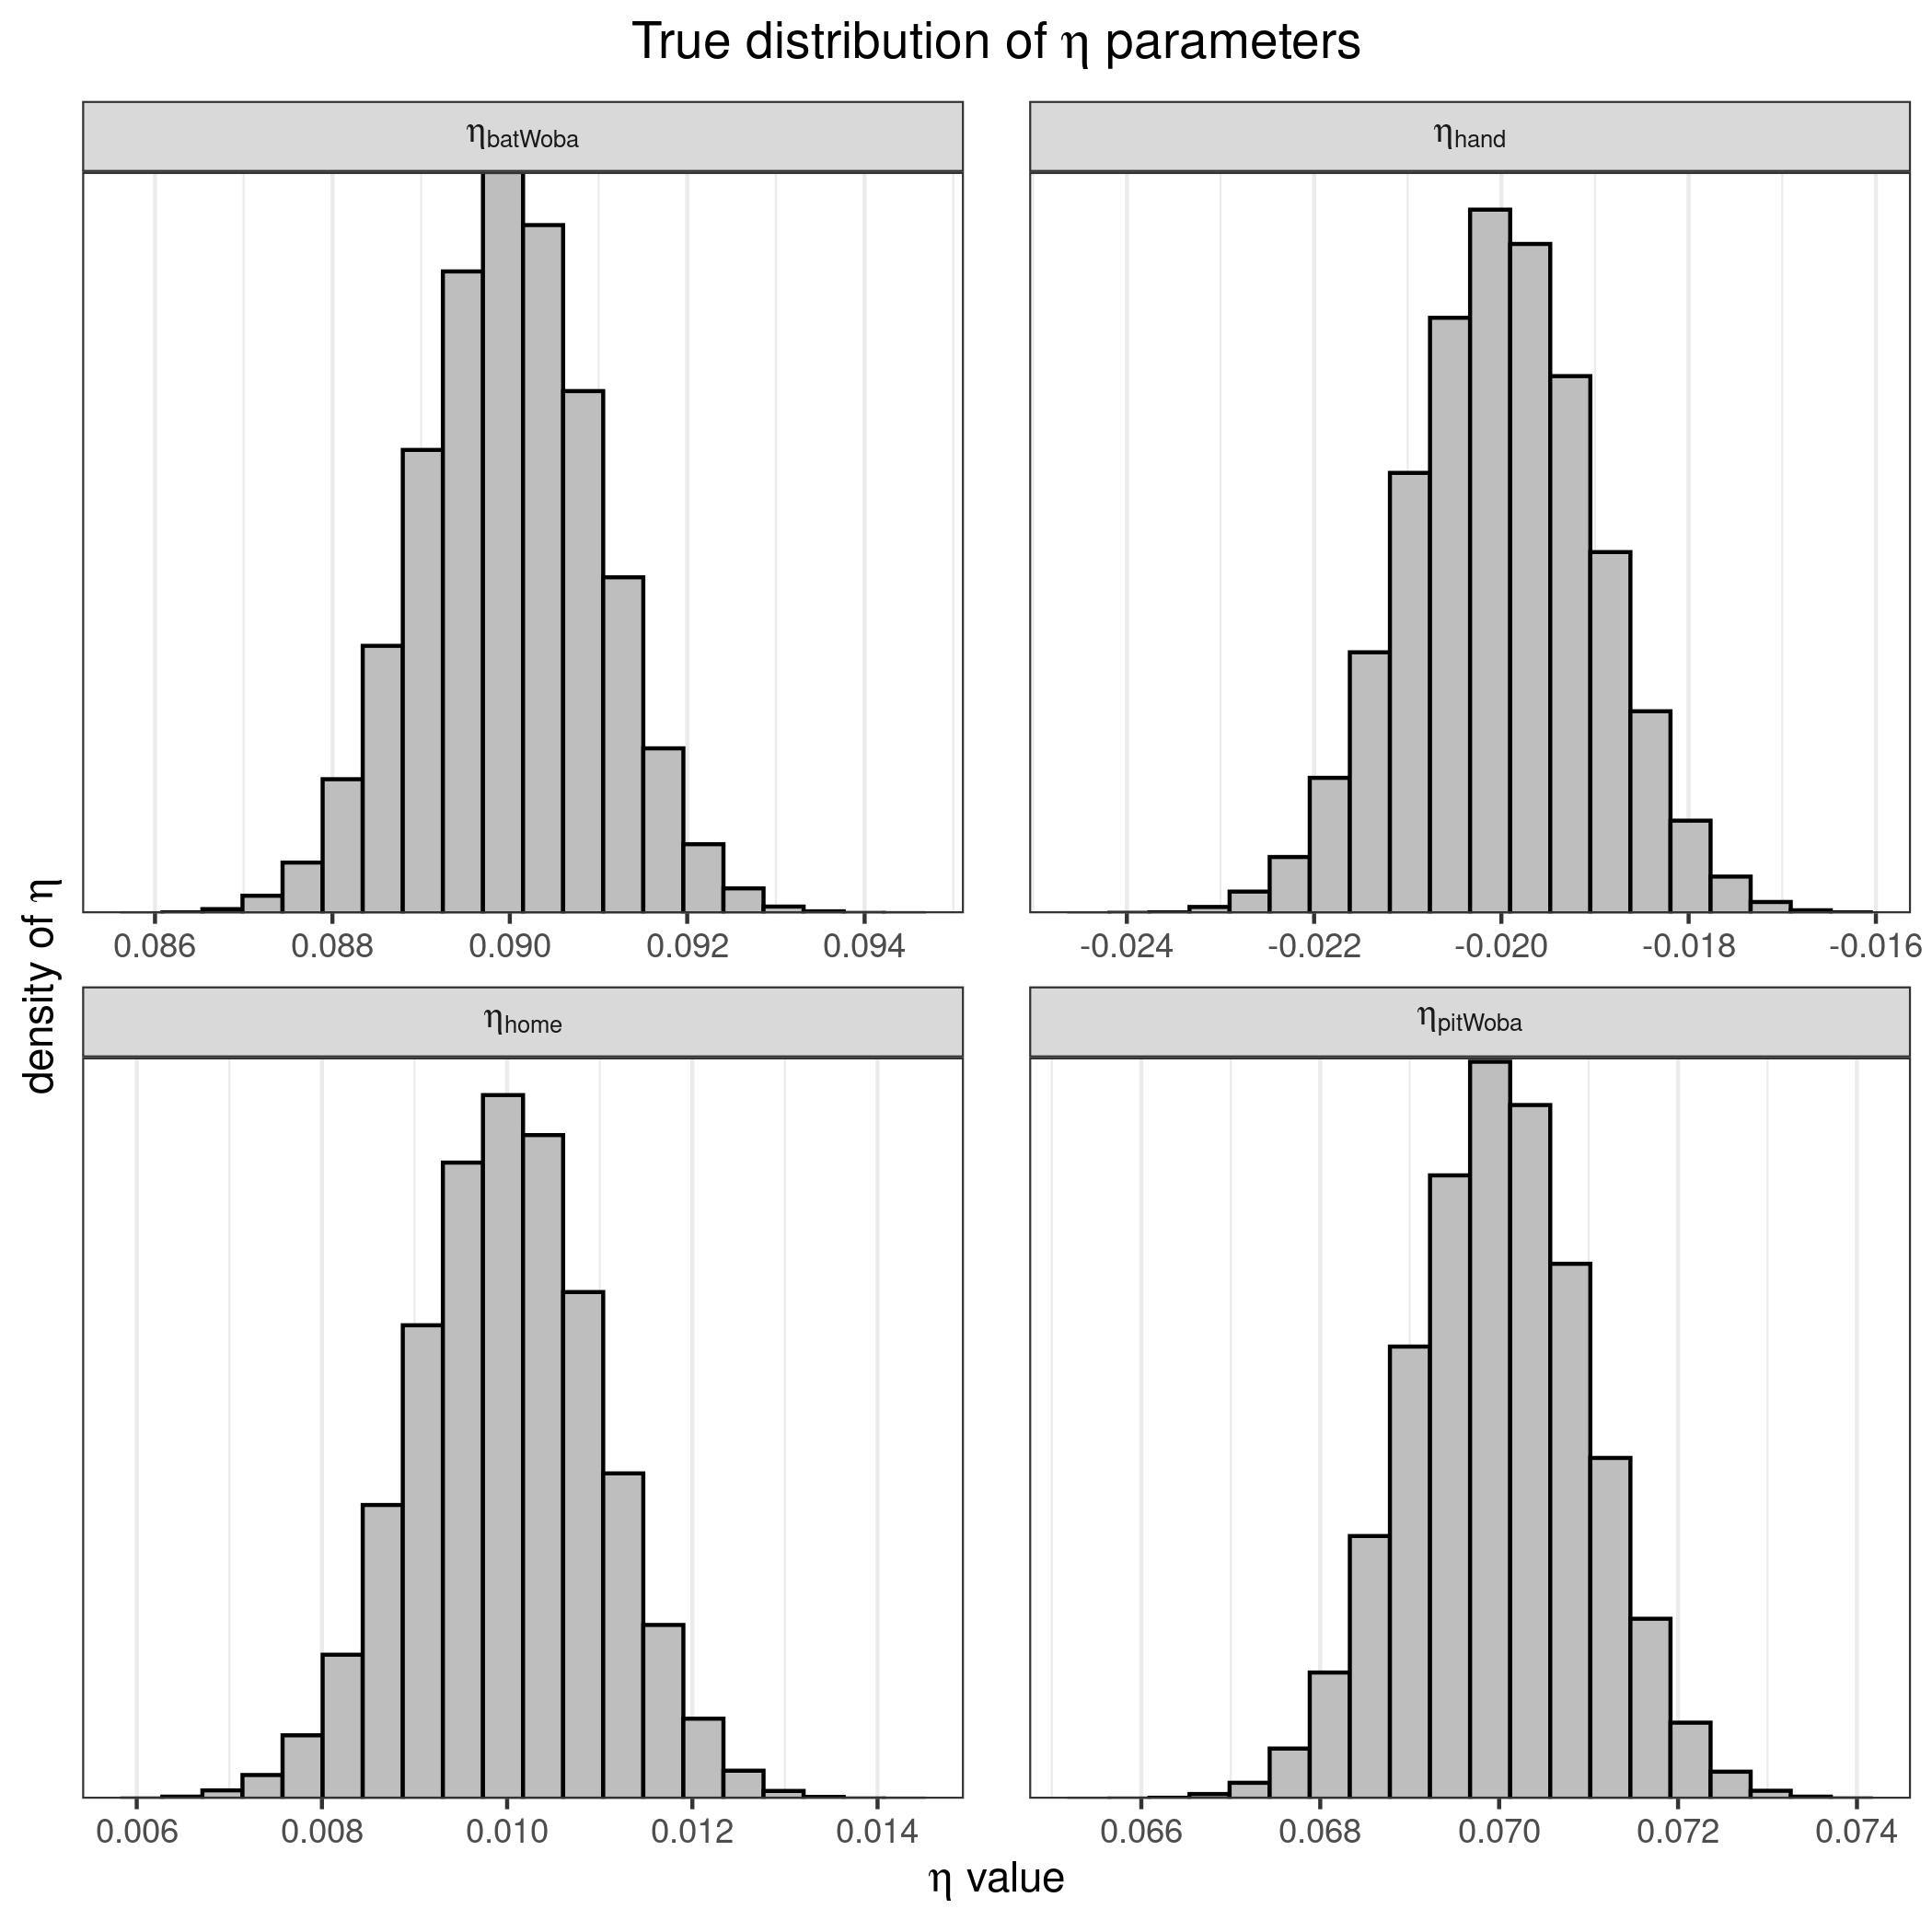 True distribution of η parameters
η_batWoba
η_hand
0.086 0.088 0.090 0.092 0.094
-0.024 -0.022 -0.020 -0.018 -0.016
density of η
η_home
η_pitWoba
0.006 0.008 0.010 0.012 0.014
0.066 0.068 0.070 0.072 0.074
η value